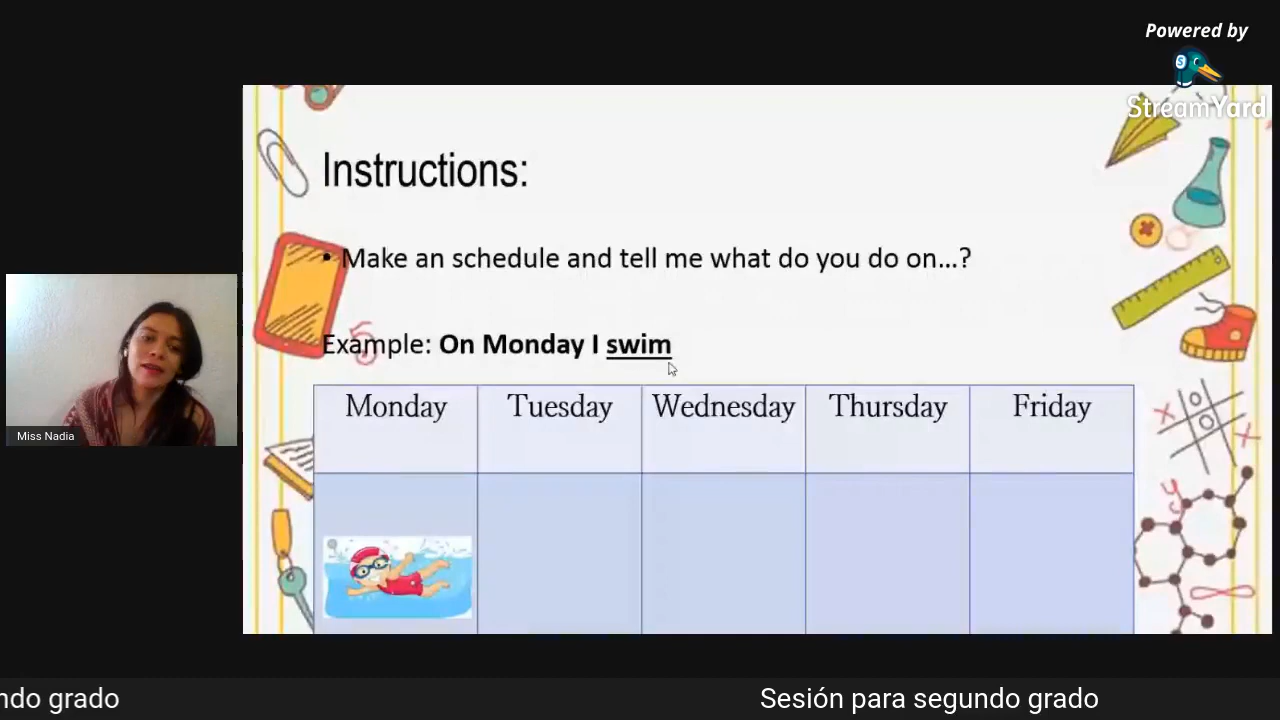 Powered by
StreamYard
Instructions:
• Make an schedule and tell me what do you do on...?
Example: On Monday I swim
Monday Tuesday Wednesday Thursday Friday
Miss Nadia
ndo grado
Sesión para segundo grado